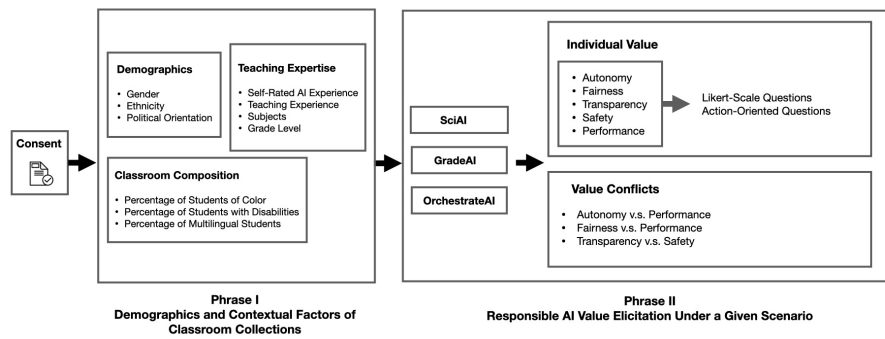 Consent
Demographics
• Gender
• Ethnicity
• Political Orientation
Teaching Expertise
• Self-Rated AI Experience
• Teaching Experience
• Subjects
• Grade Level
Classroom Composition
• Percentage of Students of Color
• Percentage of Students with Disabilities
• Percentage of Multilingual Students
Phrase I
Demographics and Contextual Factors of
Classroom Collections
SciAI
GradeAI
OrchestrateAI
Individual Value
• Autonomy
• Fairness
• Transparency
• Safety
• Performance
Likert-Scale Questions
Action-Oriented Questions
Value Conflicts
• Autonomy v.s. Performance
• Fairness v.s. Performance
• Transparency v.s. Safety
Phrase II
Responsible AI Value Elicitation Under a Given Scenario